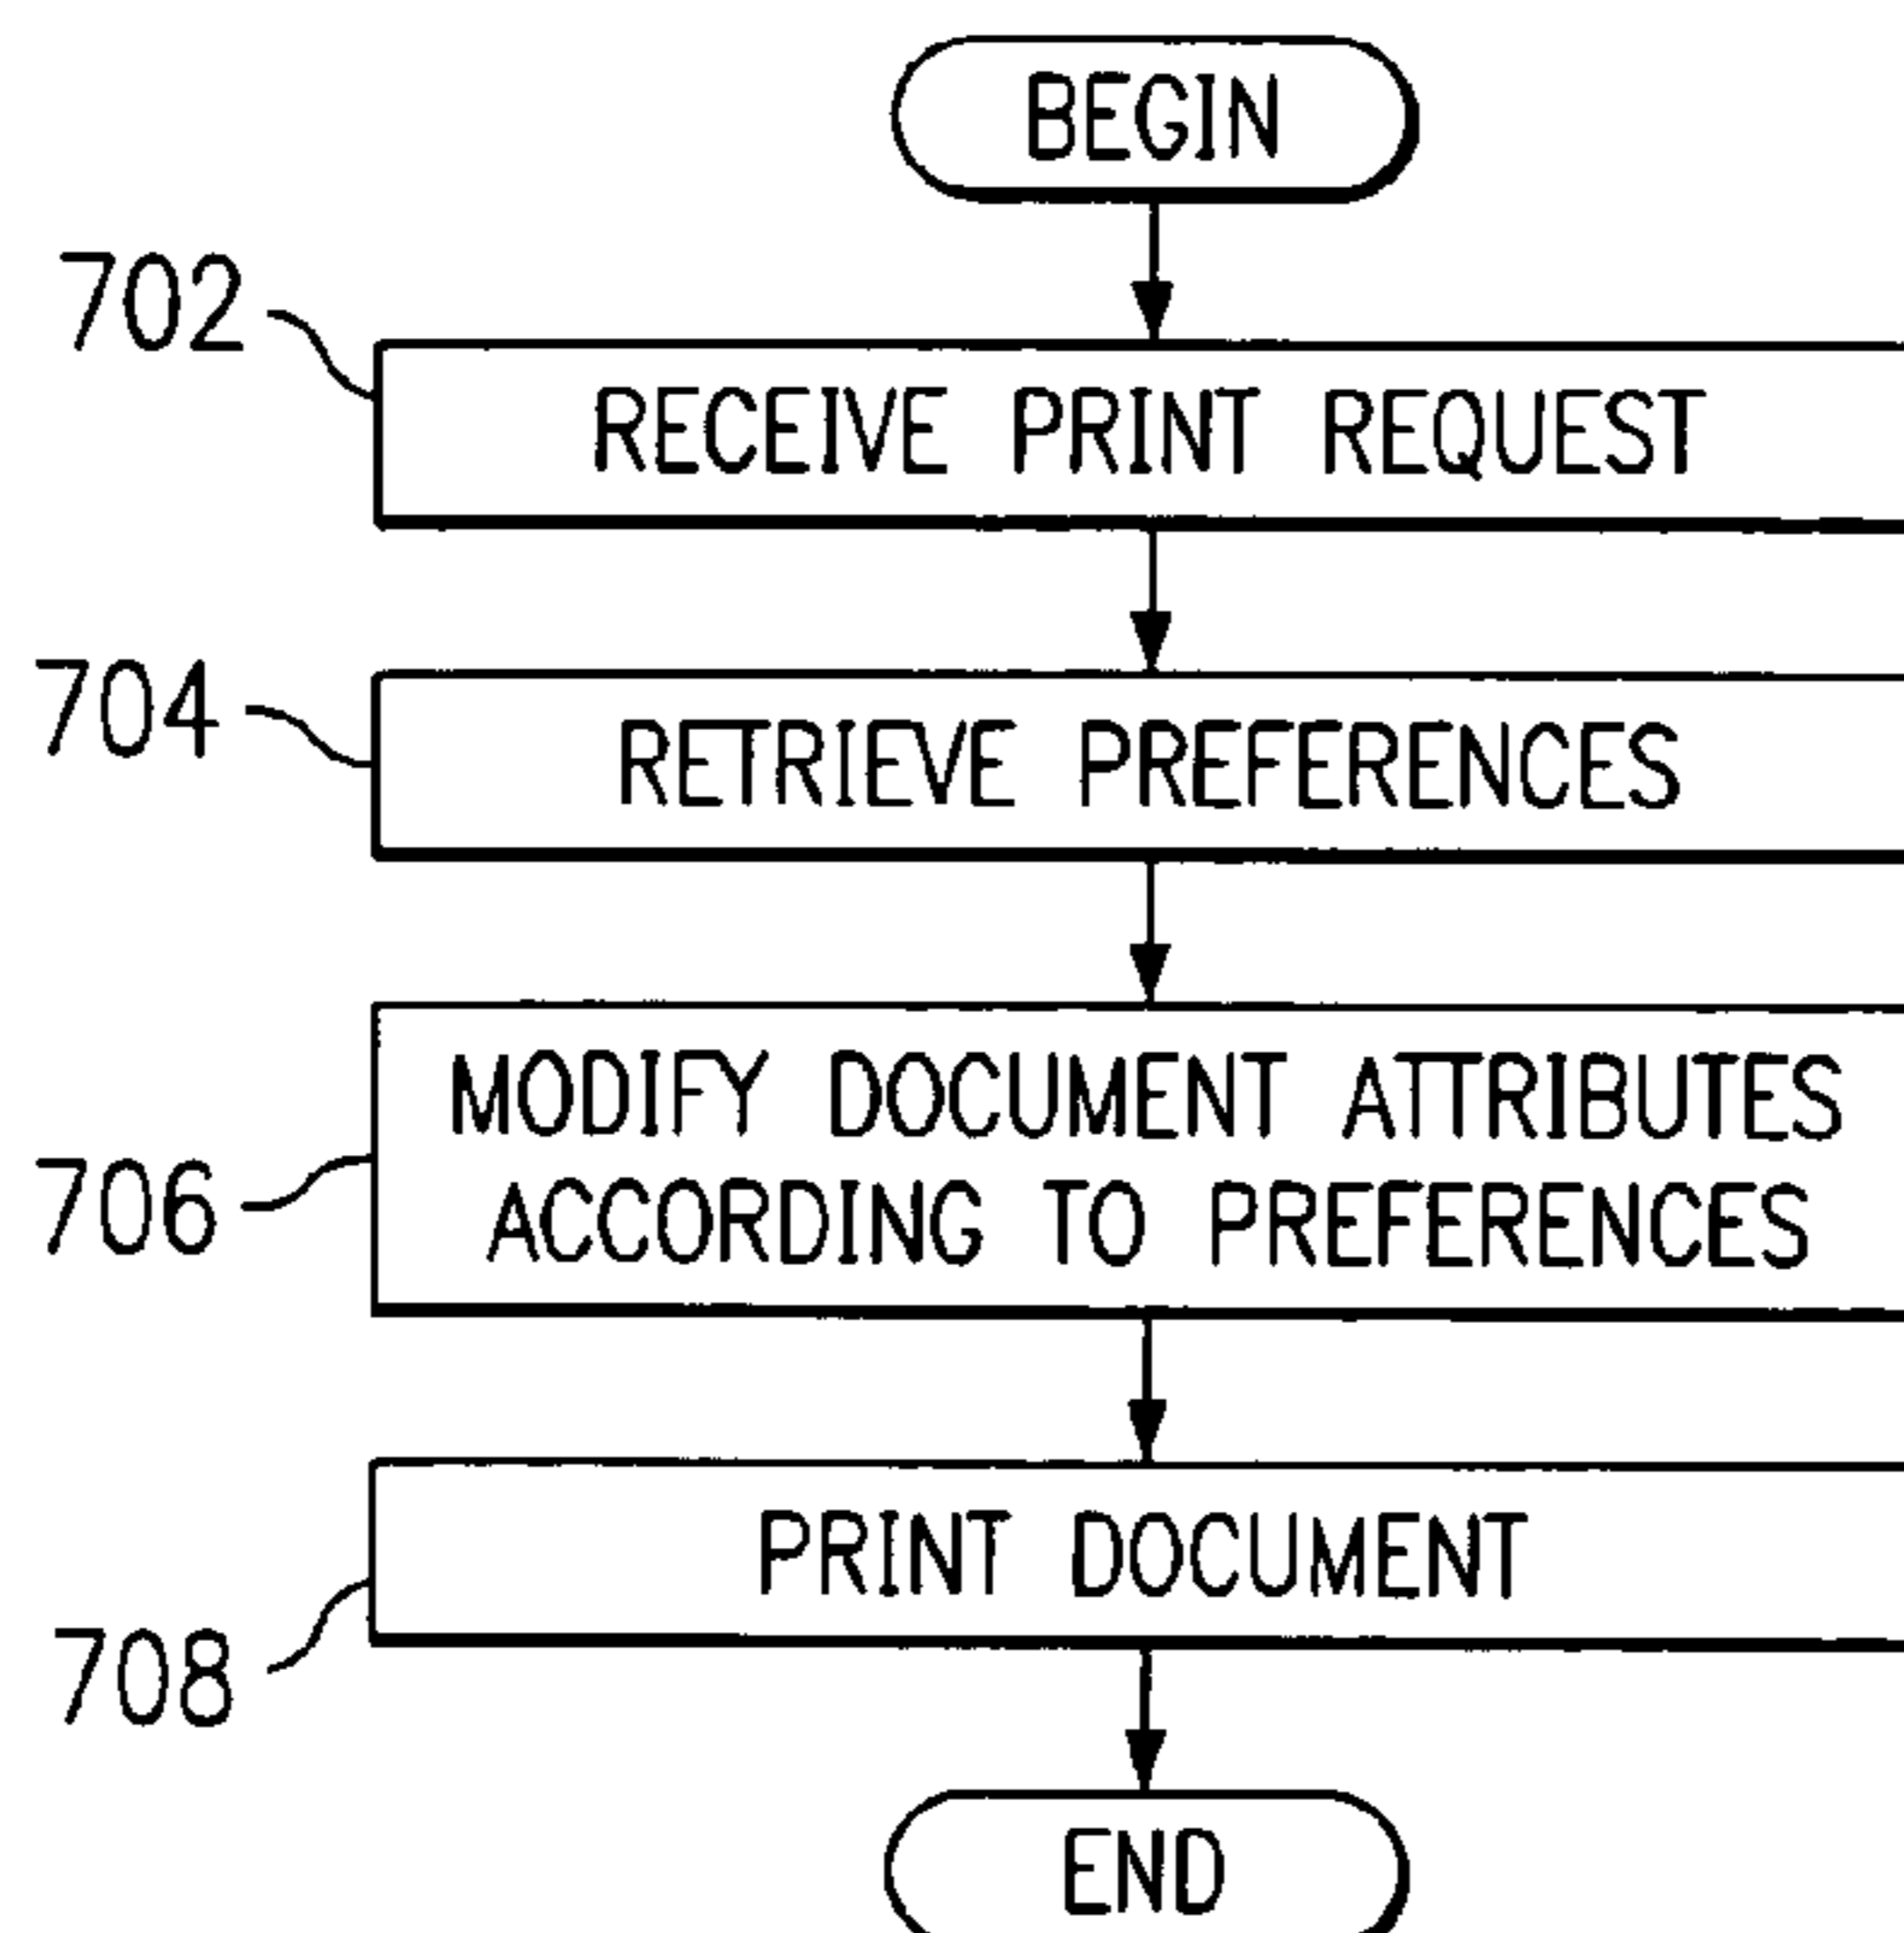 BEGIN
702
RECEIVE PRINT REQUEST
704
RETRIEVE PREFERENCES
706
MODIFY DOCUMENT ATTRIBUTES
ACCORDING TO PREFERENCES
708
PRINT DOCUMENT
END